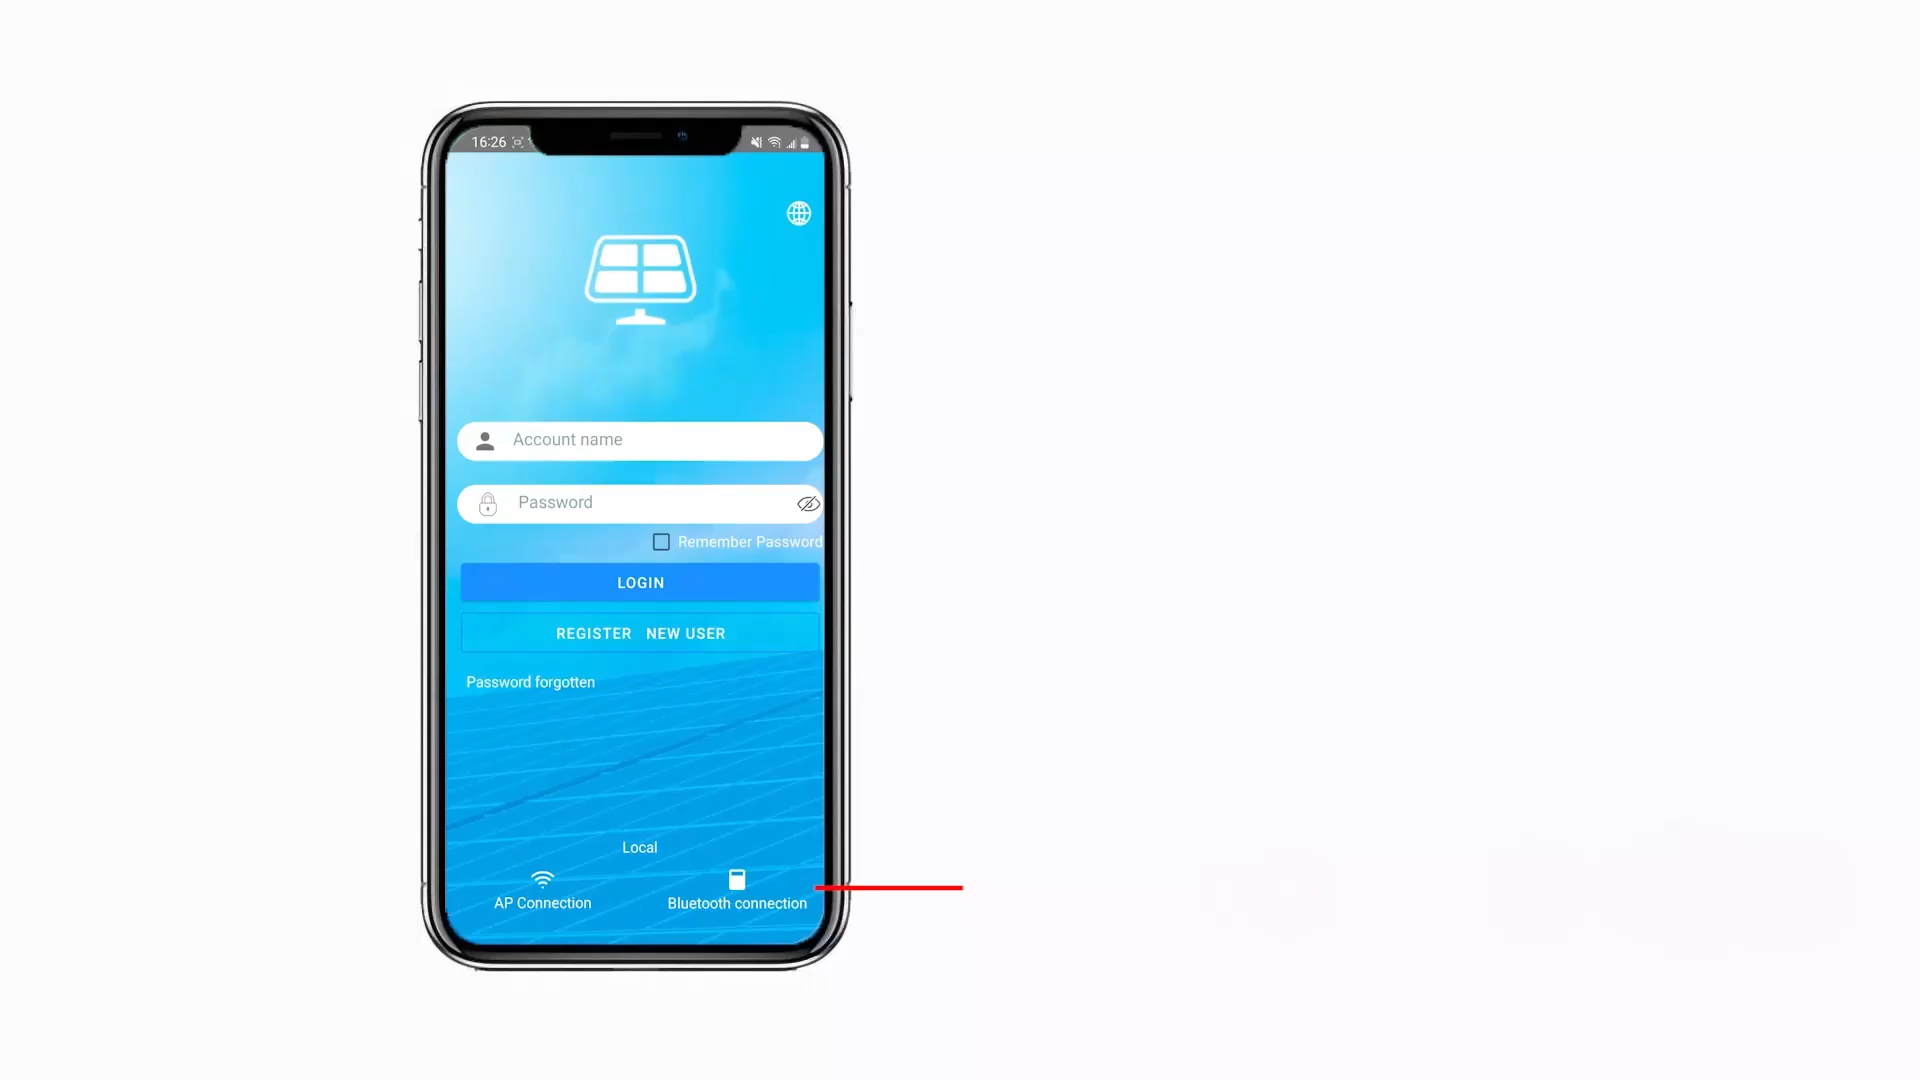 16:26
Account name
Password
Remember Password
LOGIN
REGISTER NEW USER
Password forgotten
Local
AP Connection
Bluetooth connection